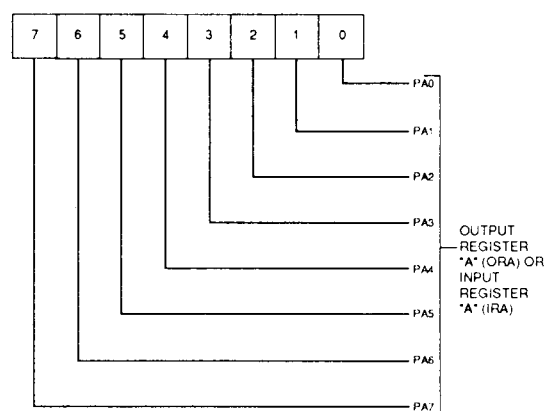 7 6 5 4 3 2 1 0
PA0
PA1
PA2
PA3
PA4
PA5
PA6
PA7
OUTPUT
REGISTER
"A" (ORA) OR
INPUT
REGISTER
"A" (IRA)